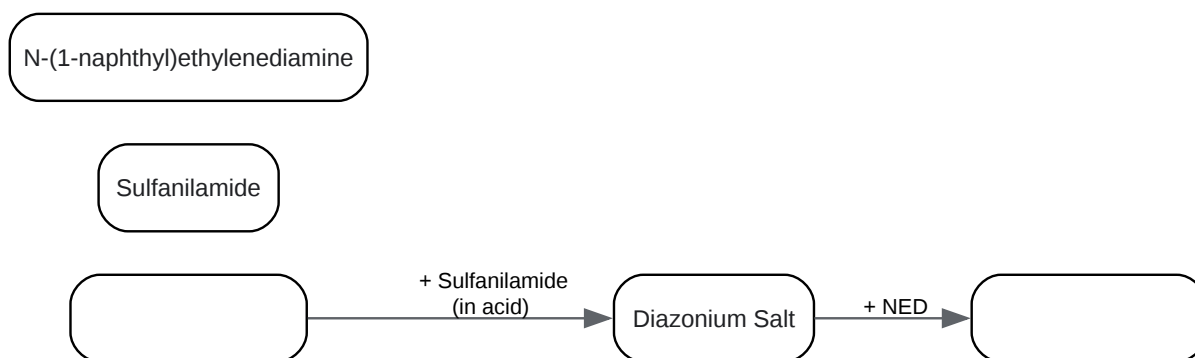 N-(1-naphthyl)ethylenediamine
Sulfanilamide
+ Sulfanilamide
(in acid)
Diazonium Salt
+ NED